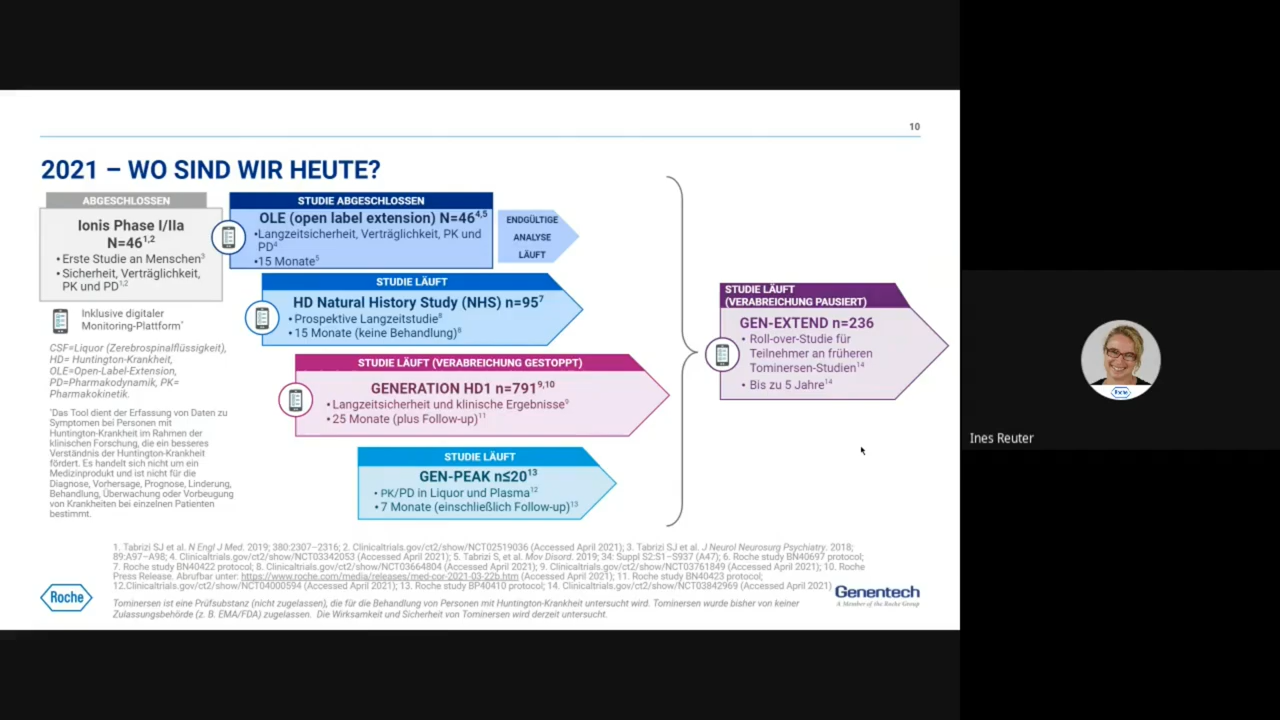 10
2021 – WO SIND WIR HEUTE?
ABGESCHLOSSEN
Ionis Phase I/IIa
N=46¹,²
• Erste Studie an Menschen³
• Sicherheit, Verträglichkeit,
PK und PD¹,²
STUDIE ABGESCHLOSSEN
OLE (open label extension) N=46⁴,⁵
•Langzeitsicherheit, Verträglichkeit, PK und
PD⁴
•15 Monate⁵
ENDGÜLTIGE
ANALYSE
LÄUFT
STUDIE LÄUFT
HD Natural History Study (NHS) n=95⁷
• Prospektive Langzeitstudie⁸
• 15 Monate (keine Behandlung)⁸
STUDIE LÄUFT (VERABREICHUNG GESTOPPT)
GENERATION HD1 n=791⁹,¹⁰
• Langzeitsicherheit und klinische Ergebnisse⁹
• 25 Monate (plus Follow-up)¹¹
STUDIE LÄUFT
GEN-PEAK n≤20¹³
• PK/PD in Liquor und Plasma¹²
• 7 Monate (einschließlich Follow-up)¹³
STUDIE LÄUFT
(VERABREICHUNG PAUSIERT)
GEN-EXTEND n=236
• Roll-over-Studie für
Teilnehmer an früheren
Tominersen-Studien¹⁴
• Bis zu 5 Jahre¹⁴
Inklusive digitaler
Monitoring-Plattform*
CSF=Liquor (Zerebrospinalflüssigkeit),
HD= Huntington-Krankheit,
OLE=Open-Label-Extension,
PD=Pharmakodynamik, PK=
Pharmakokinetik.
*Das Tool dient der Erfassung von Daten zu
Symptomen bei Personen mit
Huntington-Krankheit im Rahmen der
klinischen Forschung, die ein besseres
Verständnis der Huntington-Krankheit
fördert. Es handelt sich nicht um ein
Medizinprodukt und ist nicht für die
Diagnose, Vorhersage, Prognose, Linderung,
Behandlung, Überwachung oder Vorbeugung
von Krankheiten bei einzelnen Patienten
bestimmt.
1. Tabrizi SJ et al. N Engl J Med. 2019; 380:2307–2316; 2. Clinicaltrials.gov/ct2/show/NCT02519036 (Accessed April 2021); 3. Tabrizi SJ et al. J Neurol Neurosurg Psychiatry. 2018;
89:A97–A98; 4. Clinicaltrials.gov/ct2/show/NCT03342053 (Accessed April 2021); 5. Tabrizi S, et al. Mov Disord. 2019; 34: Suppl S2:S1–S937 (A47); 6. Roche study BN40697 protocol;
7. Roche study BN40422 protocol; 8. Clinicaltrials.gov/ct2/show/NCT03664804 (Accessed April 2021); 9. Clinicaltrials.gov/ct2/show/NCT03761849 (Accessed April 2021); 10. Roche
Press Release. Abrufbar unter: https://www.roche.com/media/releases/med-cor-2021-03-22b.htm (Accessed April 2021); 11. Roche study BN40423 protocol;
12.Clinicaltrials.gov/ct2/show/NCT04000594 (Accessed April 2021); 13. Roche study BP40410 protocol; 14. Clinicaltrials.gov/ct2/show/NCT03842969 (Accessed April 2021)
Tominersen ist eine Prüfsubstanz (nicht zugelassen), die für die Behandlung von Personen mit Huntington-Krankheit untersucht wird. Tominersen wurde bisher von keiner
Zulassungsbehörde (z. B. EMA/FDA) zugelassen. Die Wirksamkeit und Sicherheit von Tominersen wird derzeit untersucht.
Roche
Genentech
A Member of the Roche Group
Ines Reuter